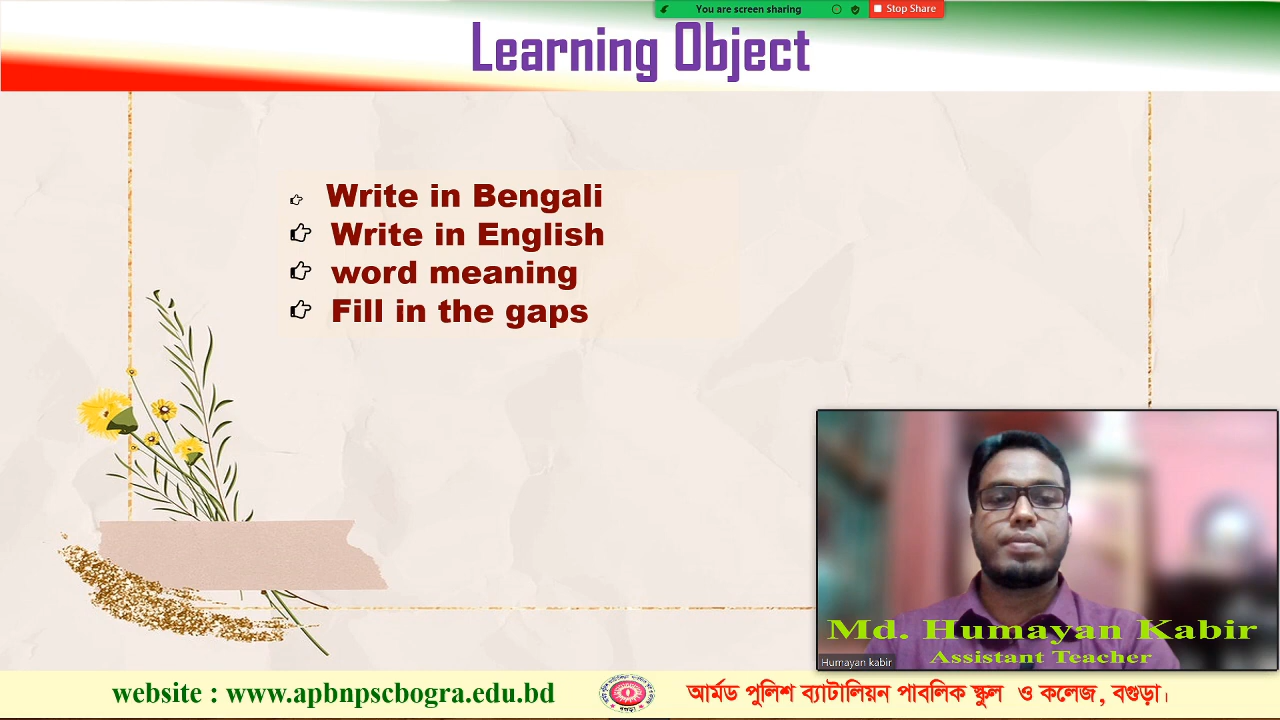 You are screen sharing
Stop Share
Learning Object
Write in Bengali
Write in English
word meaning
Fill in the gaps
Md. Humayan Kabir
Assistant Teacher
Humayan kabir
website : www.apbnpscbogra.edu.bd
আর্মড পুলিশ ব্যাটালিয়ন পাবলিক স্কুল ও কলেজ, বগুড়া।